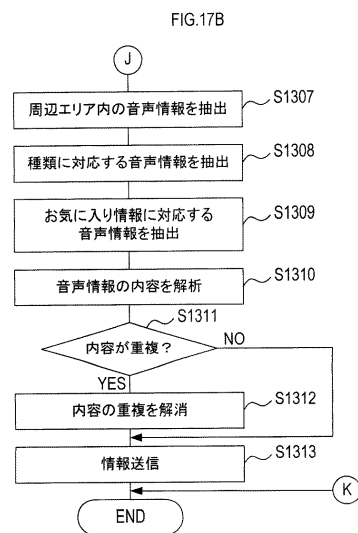 FIG.17B
J
周辺エリア内の音声情報を抽出
S1307
種類に対応する音声情報を抽出
S1308
お気に入り情報に対応する
音声情報を抽出
S1309
音声情報の内容を解析
S1310
S1311
内容が重複？
NO
YES
内容の重複を解消
S1312
情報送信
S1313
K
END